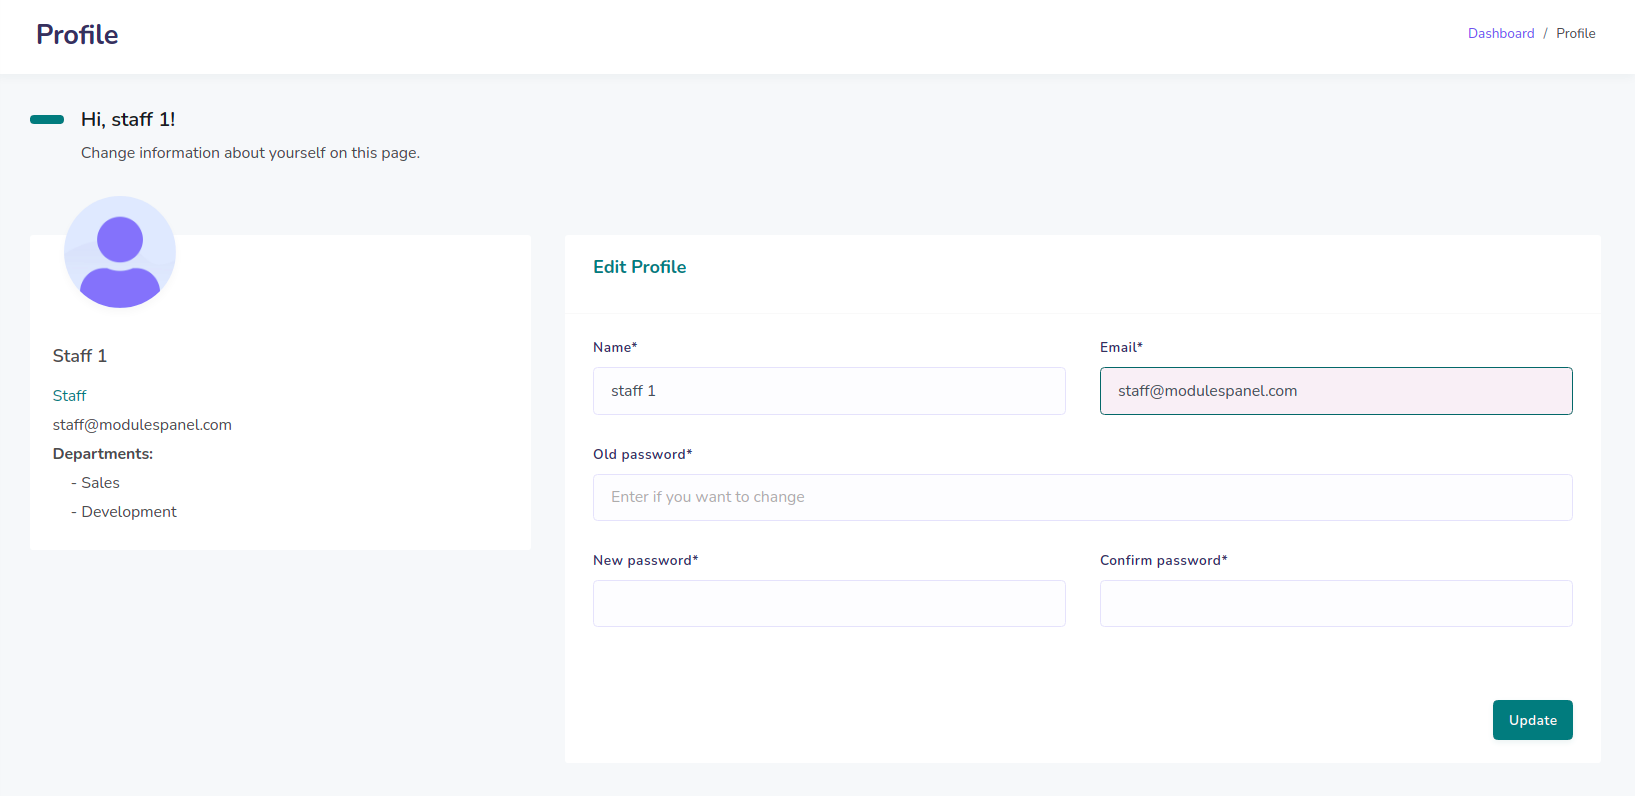 Profile
Dashboard / Profile
Hi, staff 1!
Change information about yourself on this page.
Staff 1
Staff
staff@modulespanel.com
Departments:
- Sales
- Development
Edit Profile
Name*
staff 1
Email*
staff@modulespanel.com
Old password*
Enter if you want to change
New password*
Confirm password*
Update